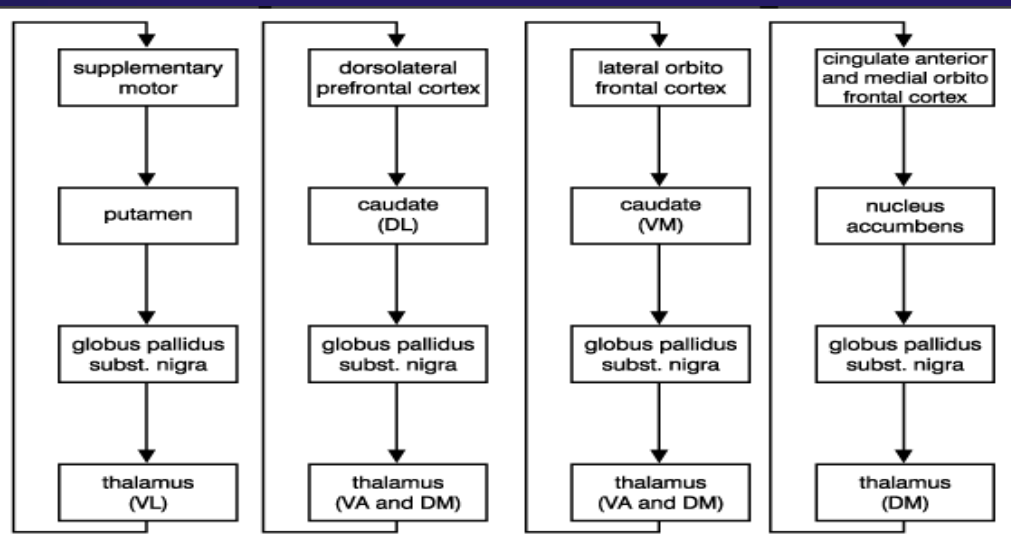 supplementary
motor
putamen
globus pallidus
subst. nigra
thalamus
(VL)
dorsolateral
prefrontal cortex
caudate
(DL)
globus pallidus
subst. nigra
thalamus
(VA and DM)
lateral orbito
frontal cortex
caudate
(VM)
globus pallidus
subst. nigra
thalamus
(VA and DM)
cingulate anterior
and medial orbito
frontal cortex
nucleus
accumbens
globus pallidus
subst. nigra
thalamus
(DM)